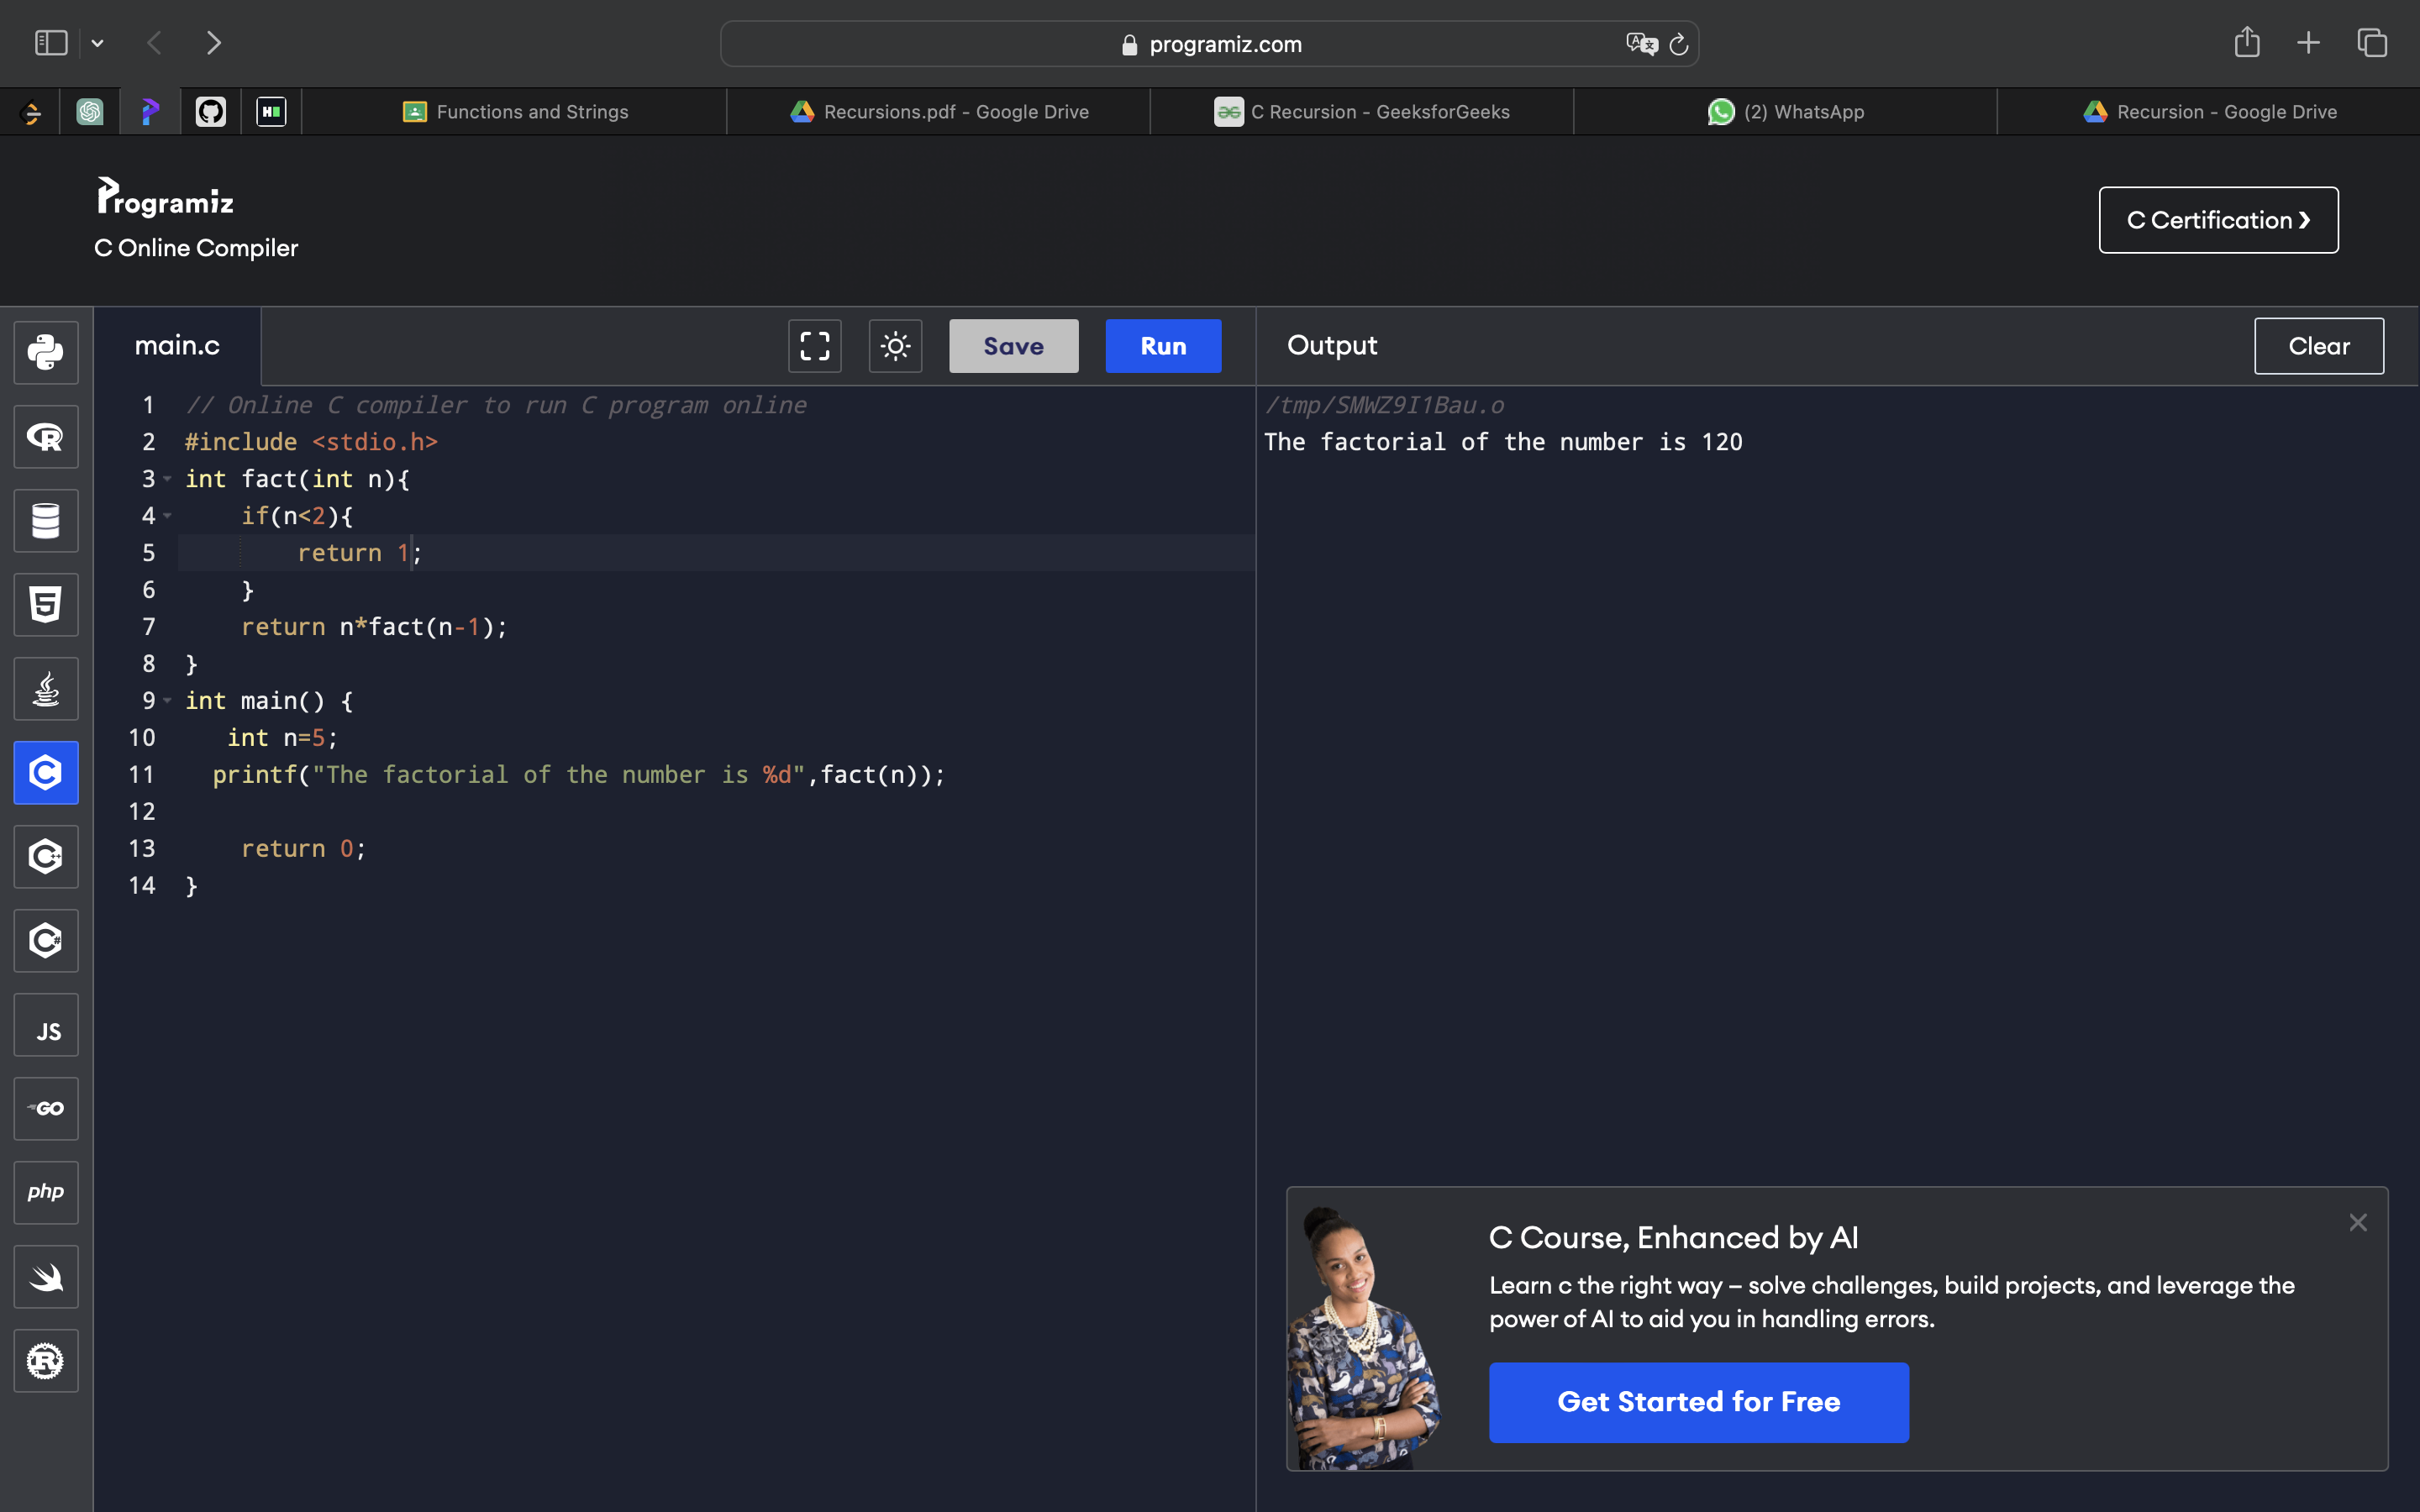 programiz.com
Functions and Strings
Recursions.pdf - Google Drive
C Recursion - GeeksforGeeks
(2) WhatsApp
Recursion - Google Drive
Programiz
C Online Compiler
C Certification ❯
main.c
Save
Run
Output
Clear
1 // Online C compiler to run C program online
2 #include <stdio.h>
3 int fact(int n){
4     if(n<2){
5         return 1;
6     }
7     return n*fact(n-1);
8 }
9 int main() {
10    int n=5;
11   printf("The factorial of the number is %d",fact(n));
12
13     return 0;
14 }
/tmp/SMWZ9I1Bau.o
The factorial of the number is 120
R
5
C
C++
C#
JS
GO
php
R
C Course, Enhanced by AI
Learn c the right way – solve challenges, build projects, and leverage the
power of AI to aid you in handling errors.
Get Started for Free